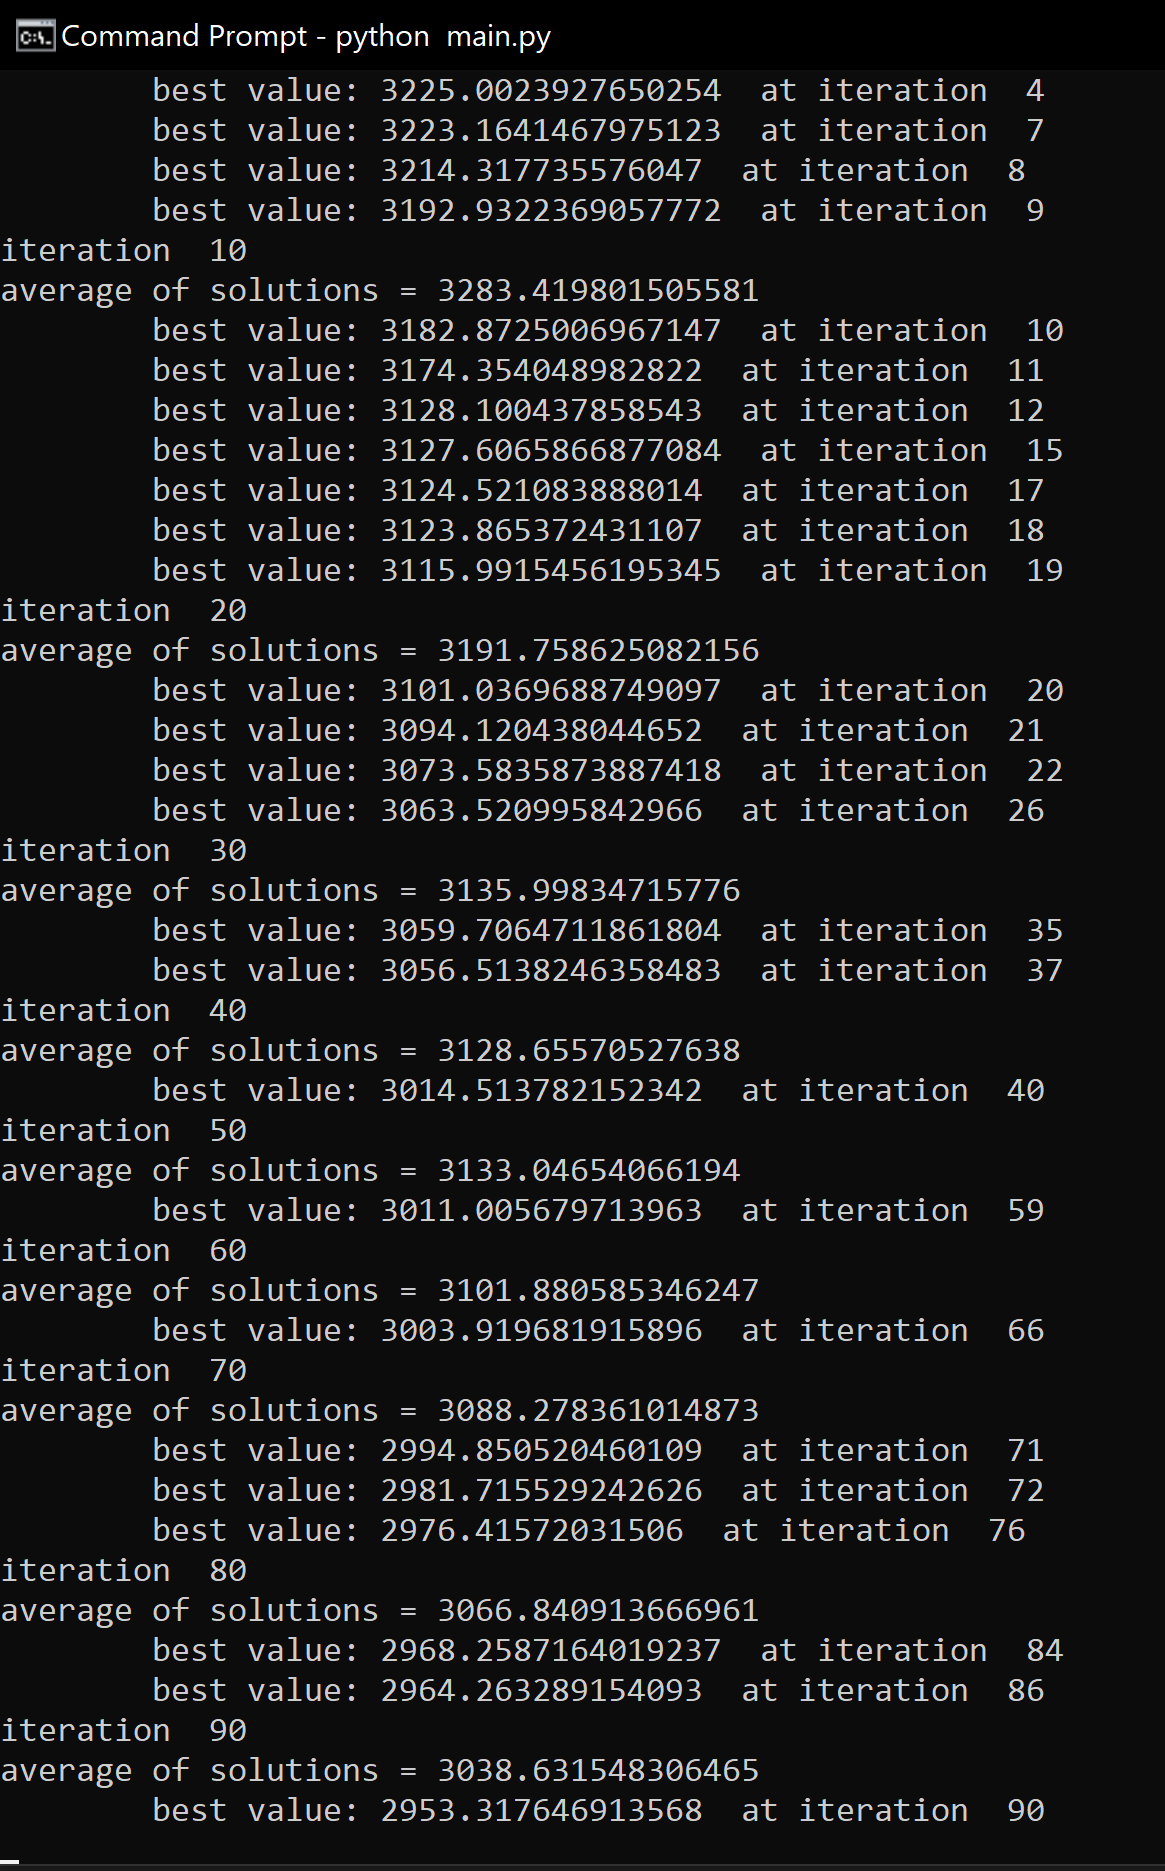 Command Prompt - python  main.py
        best value: 3225.0023927650254  at iteration  4
        best value: 3223.1641467975123  at iteration  7
        best value: 3214.317735576047  at iteration  8
        best value: 3192.9322369057772  at iteration  9
iteration  10
average of solutions = 3283.419801505581
        best value: 3182.8725006967147  at iteration  10
        best value: 3174.354048982822  at iteration  11
        best value: 3128.100437858543  at iteration  12
        best value: 3127.6065866877084  at iteration  15
        best value: 3124.521083888014  at iteration  17
        best value: 3123.865372431107  at iteration  18
        best value: 3115.9915456195345  at iteration  19
iteration  20
average of solutions = 3191.758625082156
        best value: 3101.0369688749097  at iteration  20
        best value: 3094.120438044652  at iteration  21
        best value: 3073.5835873887418  at iteration  22
        best value: 3063.520995842966  at iteration  26
iteration  30
average of solutions = 3135.99834715776
        best value: 3059.7064711861804  at iteration  35
        best value: 3056.5138246358483  at iteration  37
iteration  40
average of solutions = 3128.65570527638
        best value: 3014.513782152342  at iteration  40
iteration  50
average of solutions = 3133.04654066194
        best value: 3011.005679713963  at iteration  59
iteration  60
average of solutions = 3101.880585346247
        best value: 3003.919681915896  at iteration  66
iteration  70
average of solutions = 3088.278361014873
        best value: 2994.850520460109  at iteration  71
        best value: 2981.715529242626  at iteration  72
        best value: 2976.41572031506  at iteration  76
iteration  80
average of solutions = 3066.840913666961
        best value: 2968.2587164019237  at iteration  84
        best value: 2964.263289154093  at iteration  86
iteration  90
average of solutions = 3038.631548306465
        best value: 2953.317646913568  at iteration  90